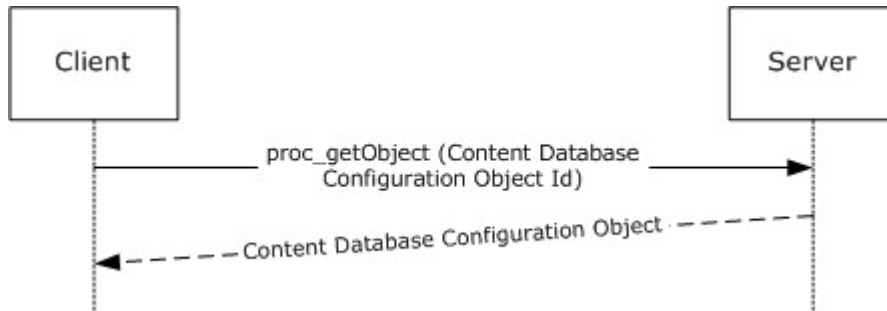 Client
Server
proc_getObject (Content Database
Configuration Object Id)
Content Database Configuration Object